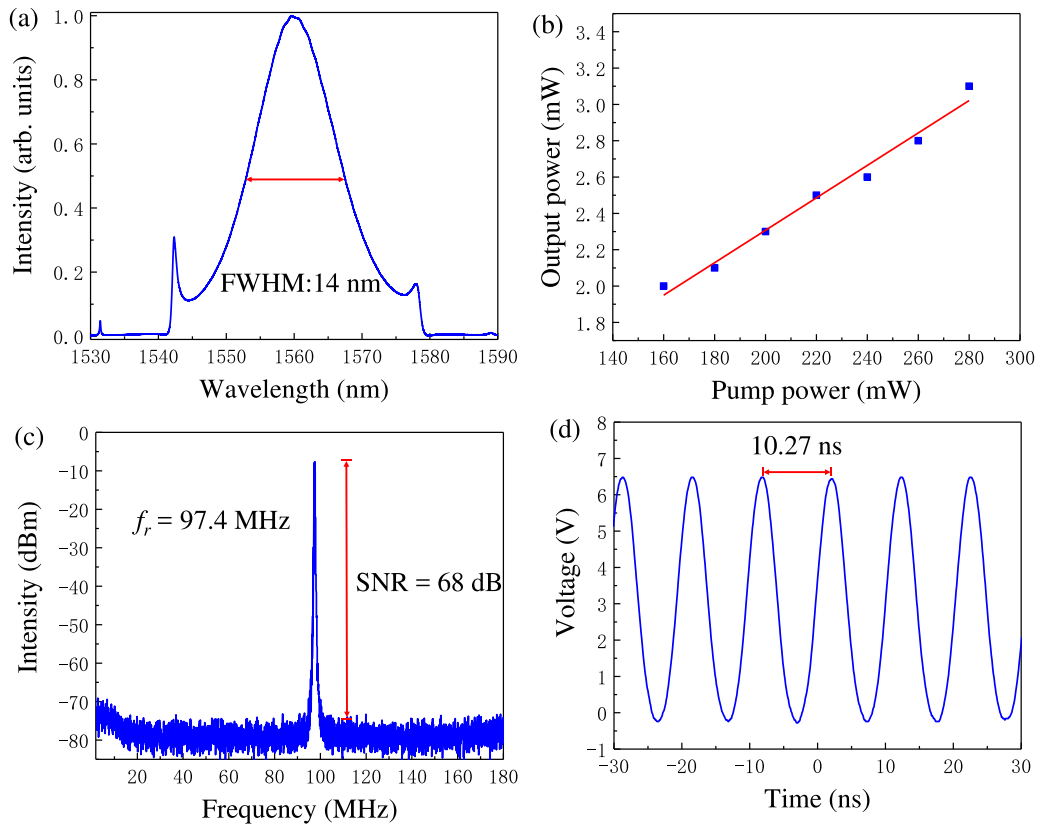 (a)
1.0
0.8
0.6
0.4
0.2
0.0
Intensity (arb. units)
FWHM:14 nm
1530 1540 1550 1560 1570 1580 1590
Wavelength (nm)
(b)
3.4
3.2
3.0
2.8
2.6
2.4
2.2
2.0
1.8
Output power (mW)
140 160 180 200 220 240 260 280 300
Pump power (mW)
(c)
0
-10
-20
-30
-40
-50
-60
-70
-80
Intensity (dBm)
fr = 97.4 MHz
SNR = 68 dB
20 40 60 80 100 120 140 160 180
Frequency (MHz)
(d)
8
7
6
5
4
3
2
1
0
-1
Voltage (V)
10.27 ns
-30 -20 -10 0 10 20 30
Time (ns)